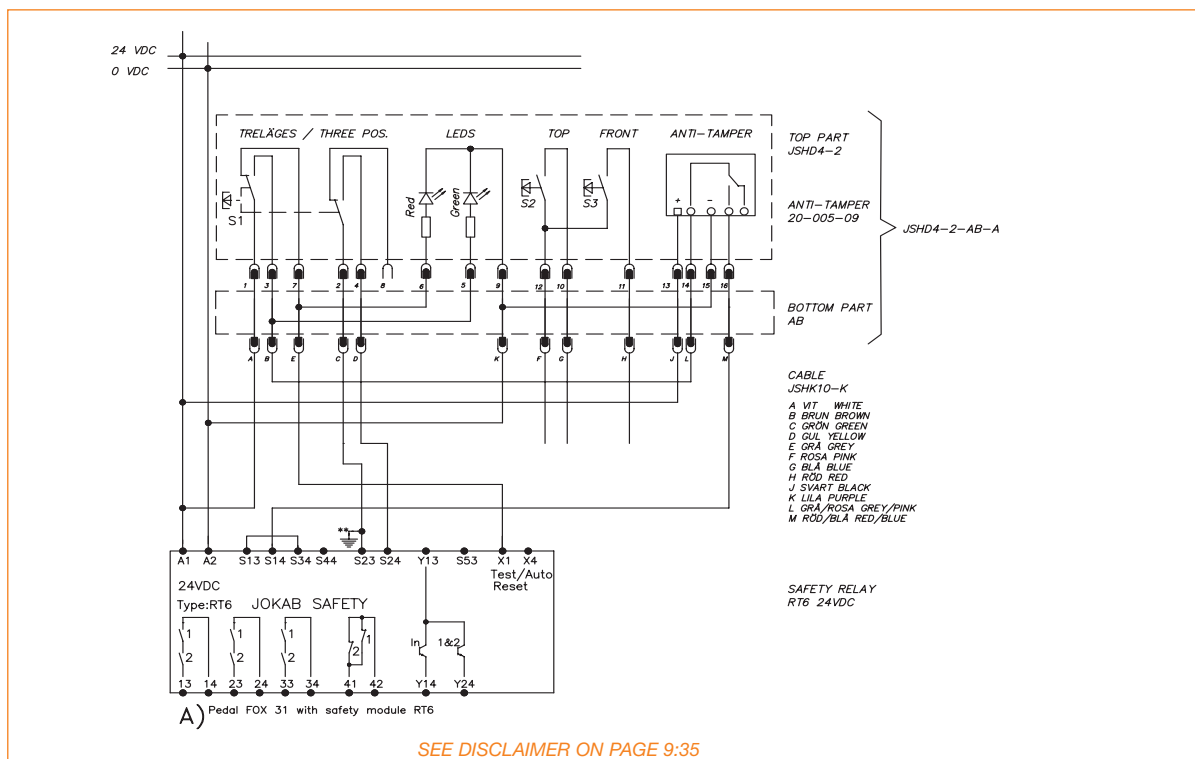 24 VDC
0 VDC
TRELÄGES / THREE POS. LEDS TOP FRONT ANTI-TAMPER
TOP PART
JSHD4-2
Red Green
+ -
S1 S2 S3
ANTI-TAMPER
20-005-09
JSHD4-2-AB-A
1 3 7 2 4 8 6 5 9 12 10 11 13 14 15 16
BOTTOM PART
AB
A B E C D K F G H J L M
CABLE
JSHK10-K
A VIT WHITE
B BRUN BROWN
C GRÖN GREEN
D GUL YELLOW
E GRÅ GREY
F ROSA PINK
G BLÅ BLUE
H RÖD RED
J SVART BLACK
K LILA PURPLE
L GRÅ/ROSA GREY/PINK
M RÖD/BLÅ RED/BLUE
**
A1 A2 S13 S14 S34 S44 S23 S24 Y13 S53 X1 X4
Test/Auto
Reset
24VDC
Type:RT6 JOKAB SAFETY
SAFETY RELAY
RT6 24VDC
1 1 1 1 In 1&2
2 2 2 2
13 14 23 24 33 34 41 42 Y14 Y24
A) Pedal FOX 31 with safety module RT6
SEE DISCLAIMER ON PAGE 9:35